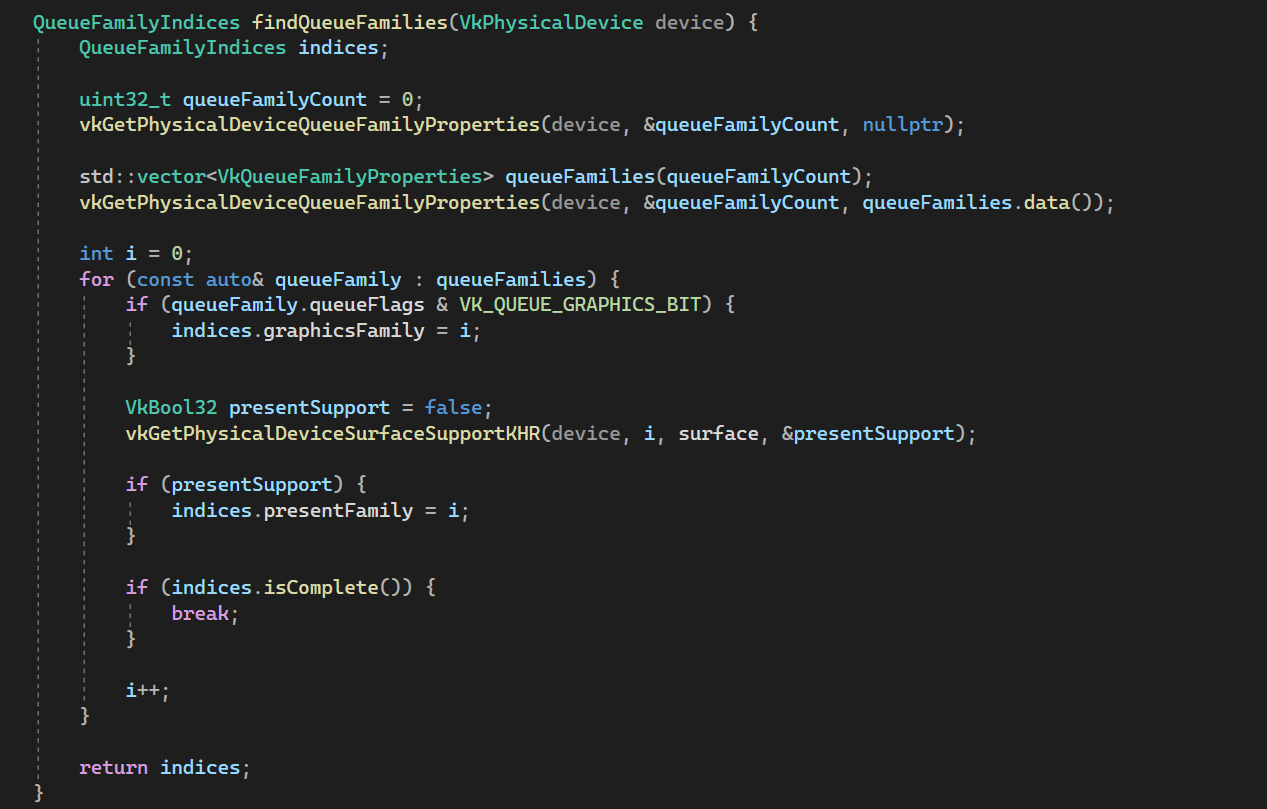 QueueFamilyIndices findQueueFamilies(VkPhysicalDevice device) {
    QueueFamilyIndices indices;

    uint32_t queueFamilyCount = 0;
    vkGetPhysicalDeviceQueueFamilyProperties(device, &queueFamilyCount, nullptr);

    std::vector<VkQueueFamilyProperties> queueFamilies(queueFamilyCount);
    vkGetPhysicalDeviceQueueFamilyProperties(device, &queueFamilyCount, queueFamilies.data());

    int i = 0;
    for (const auto& queueFamily : queueFamilies) {
        if (queueFamily.queueFlags & VK_QUEUE_GRAPHICS_BIT) {
            indices.graphicsFamily = i;
        }

        VkBool32 presentSupport = false;
        vkGetPhysicalDeviceSurfaceSupportKHR(device, i, surface, &presentSupport);

        if (presentSupport) {
            indices.presentFamily = i;
        }

        if (indices.isComplete()) {
            break;
        }

        i++;
    }

    return indices;
}